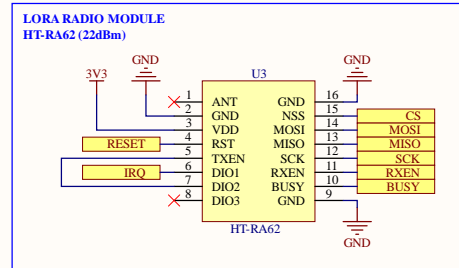 LORA RADIO MODULE
HT-RA62 (22dBm)
GND
GND
3V3
U3
1 ANT GND 16
2 GND NSS 15 CS
3 VDD MOSI 14 MOSI
RESET 4 RST MISO 13 MISO
5 TXEN SCK 12 SCK
IRQ 6 DIO1 RXEN 11 RXEN
7 DIO2 BUSY 10 BUSY
8 DIO3 GND 9
HT-RA62
GND